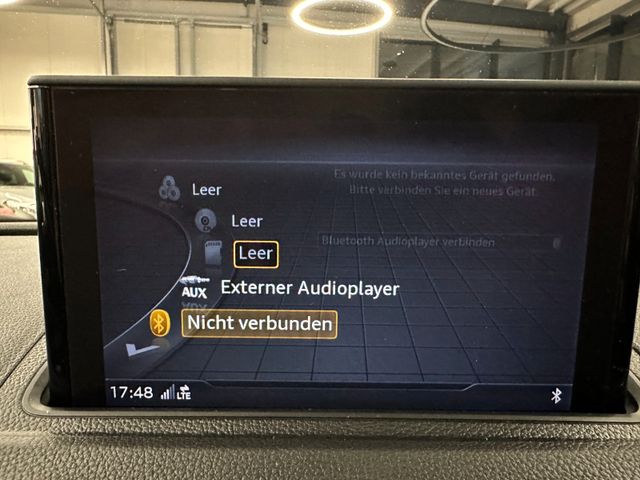 Es wurde kein bekanntes Gerät gefunden.
Bitte verbinden Sie ein neues Gerät.
Leer
Leer
Bluetooth Audioplayer verbinden
Leer
AUX
Externer Audioplayer
Nicht verbunden
17:48
LTE